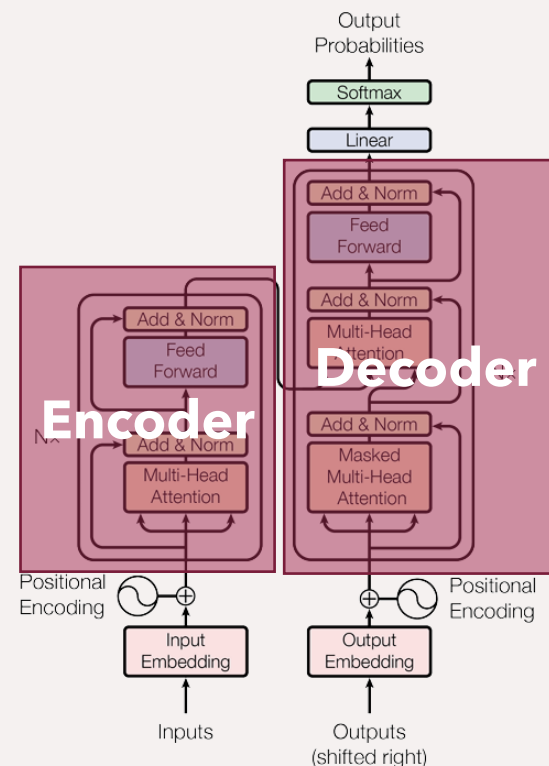 Output
Probabilities
Softmax
Linear
Add & Norm
Feed
Forward
Add & Norm
Multi-Head
Attention
Decoder
N×
Add & Norm
Masked
Multi-Head
Attention
Positional
Encoding
Output
Embedding
Outputs
(shifted right)
Add & Norm
Feed
Forward
Encoder
N×
Add & Norm
Multi-Head
Attention
Positional
Encoding
Input
Embedding
Inputs